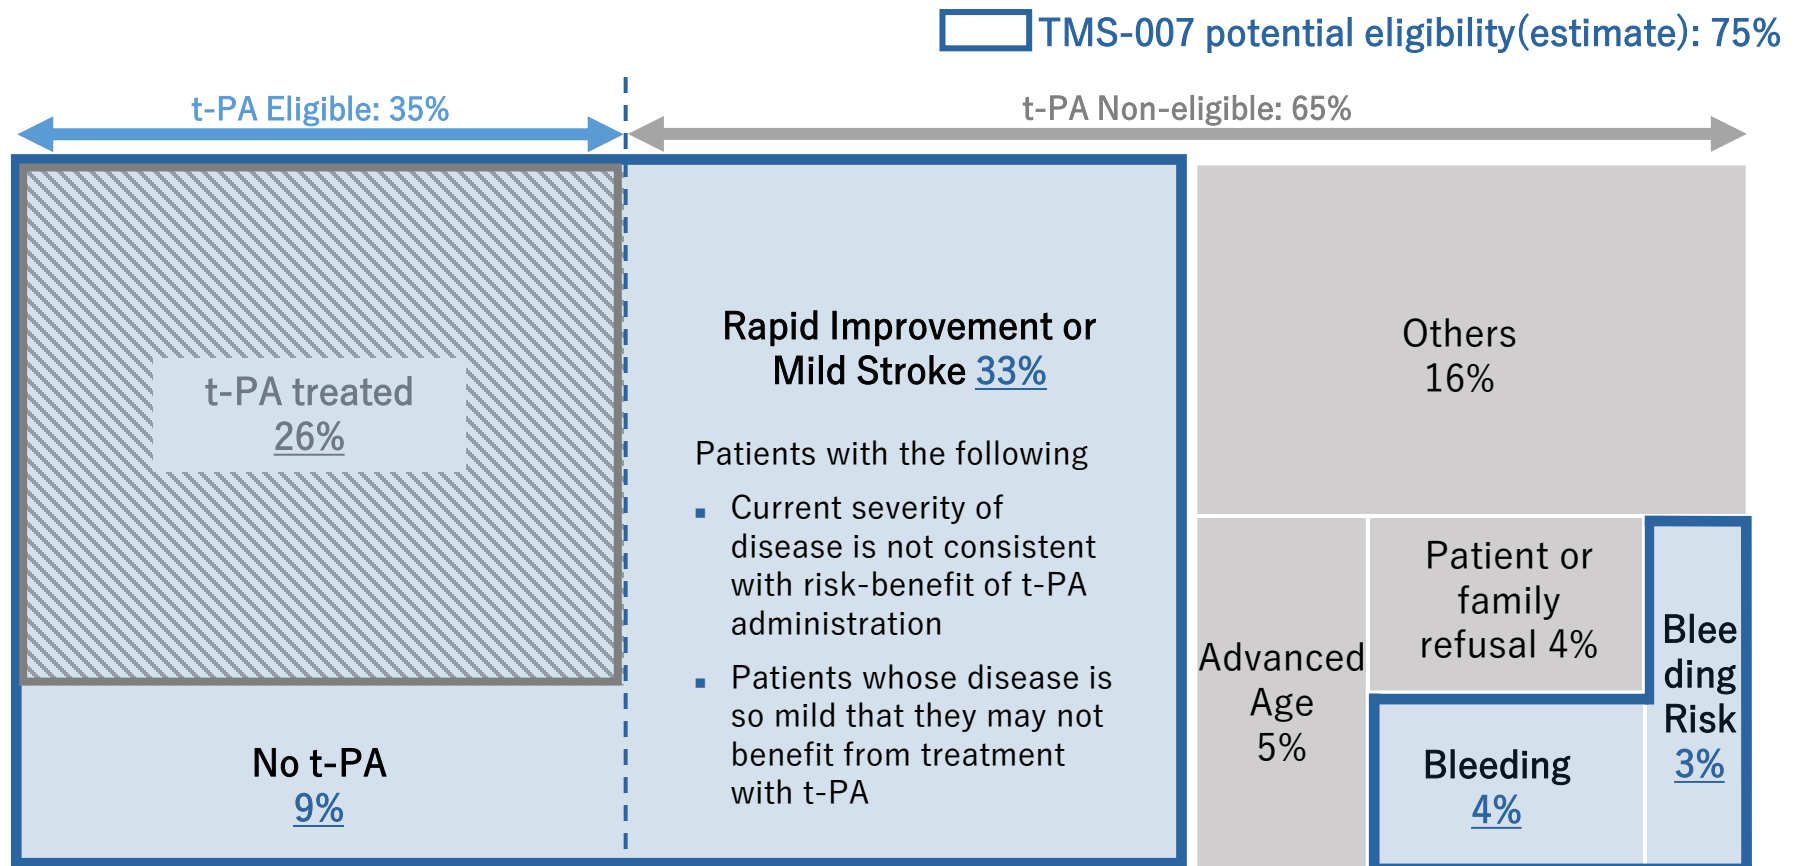 TMS-007 potential eligibility(estimate): 75%
t-PA Eligible: 35%
t-PA Non-eligible: 65%
t-PA treated
26%
No t-PA
9%
Rapid Improvement or
Mild Stroke 33%
Patients with the following
▪ Current severity of
disease is not consistent
with risk-benefit of t-PA
administration
▪ Patients whose disease is
so mild that they may not
benefit from treatment
with t-PA
Others
16%
Advanced
Age
5%
Patient or
family
refusal 4%
Bleeding
4%
Blee
ding
Risk
3%